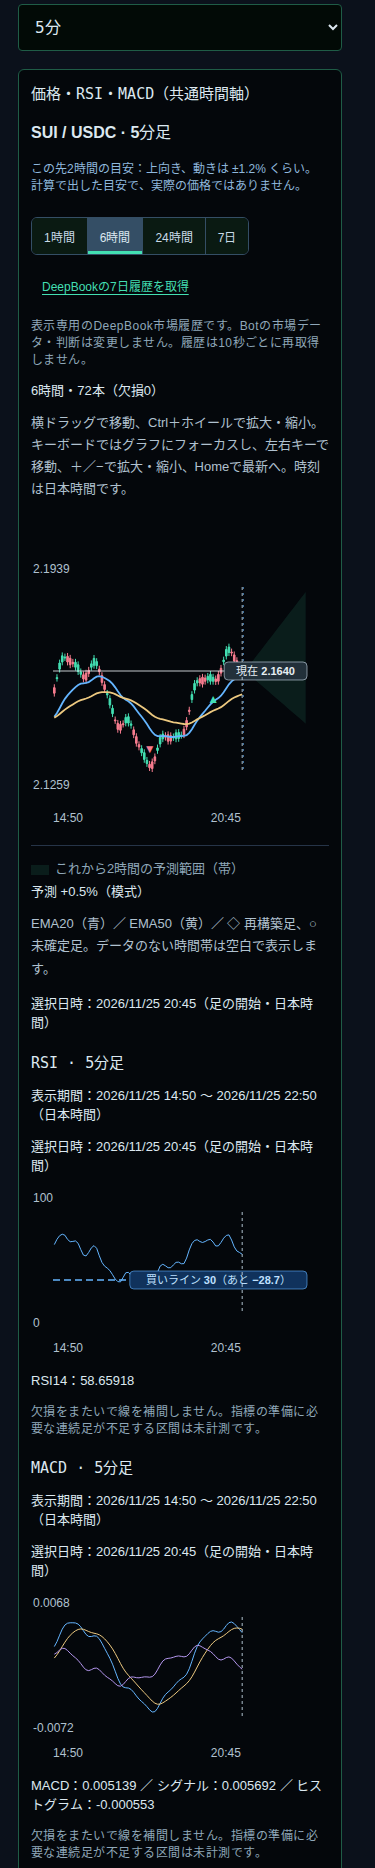 5分
価格・RSI・MACD（共通時間軸）
SUI / USDC · 5分足
この先2時間の目安：上向き、動きは ±1.2% くらい。
計算で出した目安で、実際の価格ではありません。
1時間 6時間 24時間 7日
DeepBookの7日履歴を取得
表示専用のDeepBook市場履歴です。Botの市場デー
タ・判断は変更しません。履歴は10秒ごとに再取得
しません。
6時間・72本（欠損0）
横ドラッグで移動、Ctrl＋ホイールで拡大・縮小。
キーボードではグラフにフォーカスし、左右キーで
移動、＋／−で拡大・縮小、Homeで最新へ。時刻
は日本時間です。
2.1939
現在 2.1640
2.1259
14:50 20:45
これから2時間の予測範囲（帯）
予測 +0.5%（模式）
EMA20（青）／ EMA50（黄）／ ◇ 再構築足、○
未確定足。データのない時間帯は空白で表示しま
す。
選択日時：2026/11/25 20:45（足の開始・日本時
間）
RSI · 5分足
表示期間：2026/11/25 14:50 〜 2026/11/25 22:50
（日本時間）
選択日時：2026/11/25 20:45（足の開始・日本時
間）
100
買いライン 30（あと −28.7）
0
14:50 20:45
RSI14：58.65918
欠損をまたいで線を補間しません。指標の準備に必
要な連続足が不足する区間は未計測です。
MACD · 5分足
表示期間：2026/11/25 14:50 〜 2026/11/25 22:50
（日本時間）
選択日時：2026/11/25 20:45（足の開始・日本時
間）
0.0068
-0.0072
14:50 20:45
MACD：0.005139 ／ シグナル：0.005692 ／ ヒス
トグラム：-0.000553
欠損をまたいで線を補間しません。指標の準備に必
要な連続足が不足する区間は未計測です。